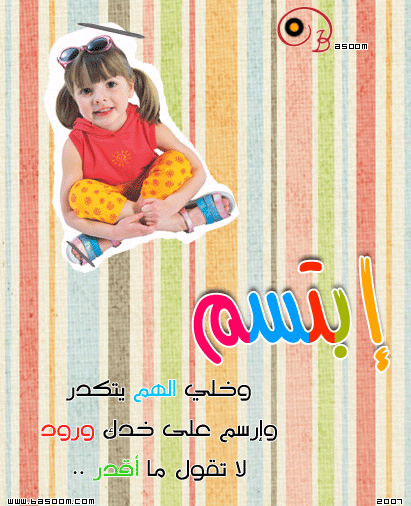 Basoom
إبتسم
وخلي الهم يتكدر
وإرسم على خدك ورود
لا تقول ما أقدر ..
www.basoom.com
2007